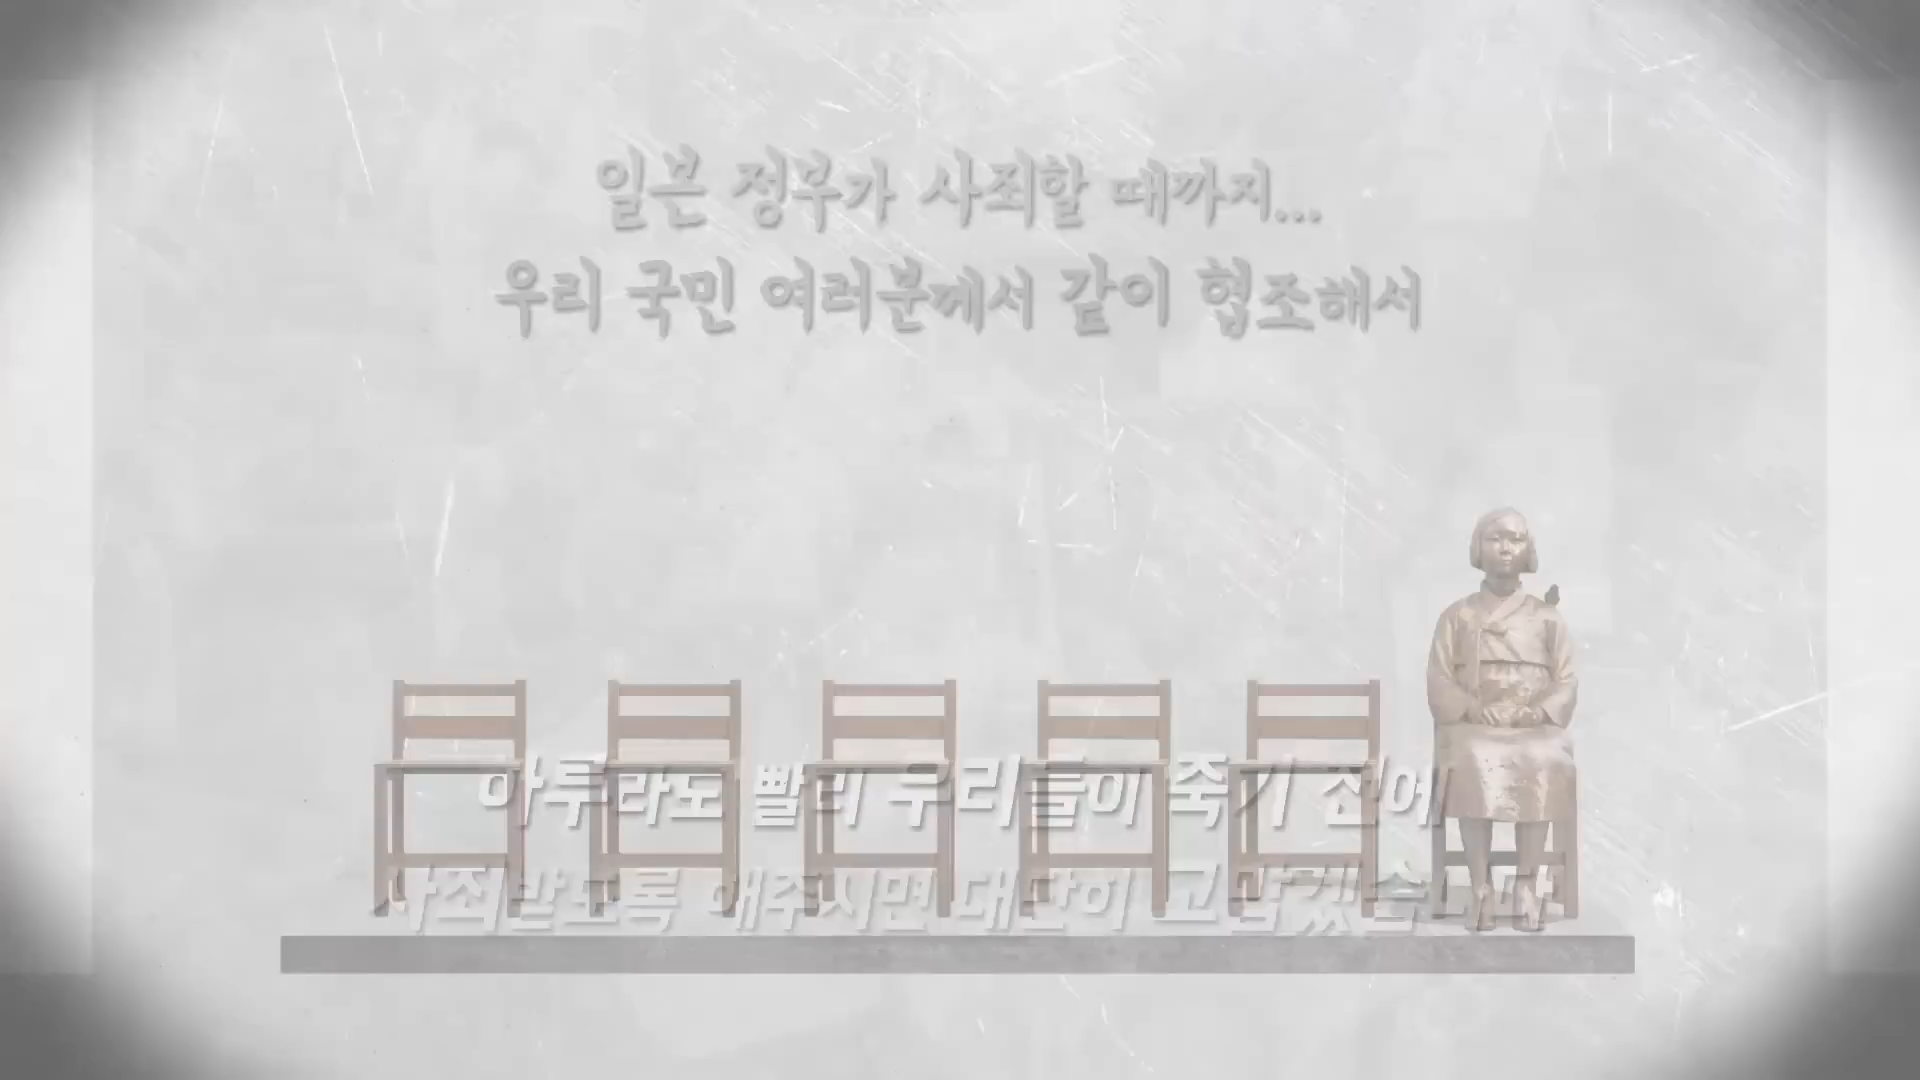 일본 정부가 사죄할 때까지...
우리 국민 여러분께서 같이 협조해서
하루라도 빨리 우리들이 죽기 전에
사죄받도록 해주시면 대단히 고맙겠습니다